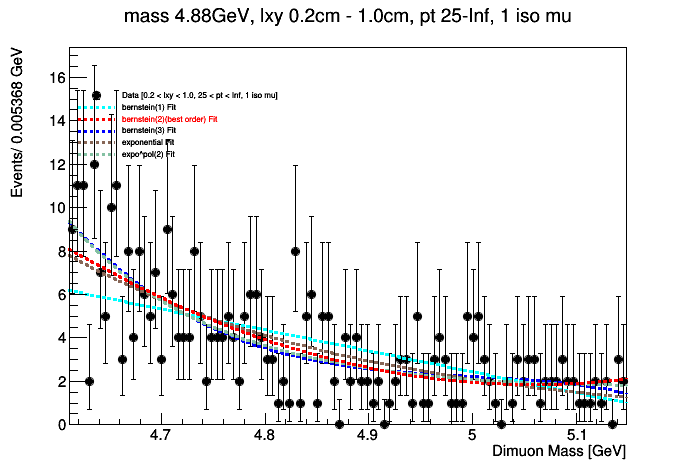 mass 4.88GeV, lxy 0.2cm - 1.0cm, pt 25-Inf, 1 iso mu
Events/ 0.005368 GeV
16
14
12
10
8
6
4
2
0
Data [0.2 < lxy < 1.0, 25 < pt < Inf, 1 iso mu]
bernstein(1) Fit
bernstein(2)(best order) Fit
bernstein(3) Fit
exponential Fit
expo*pol(2) Fit
4.7
4.8
4.9
5
5.1
Dimuon Mass [GeV]